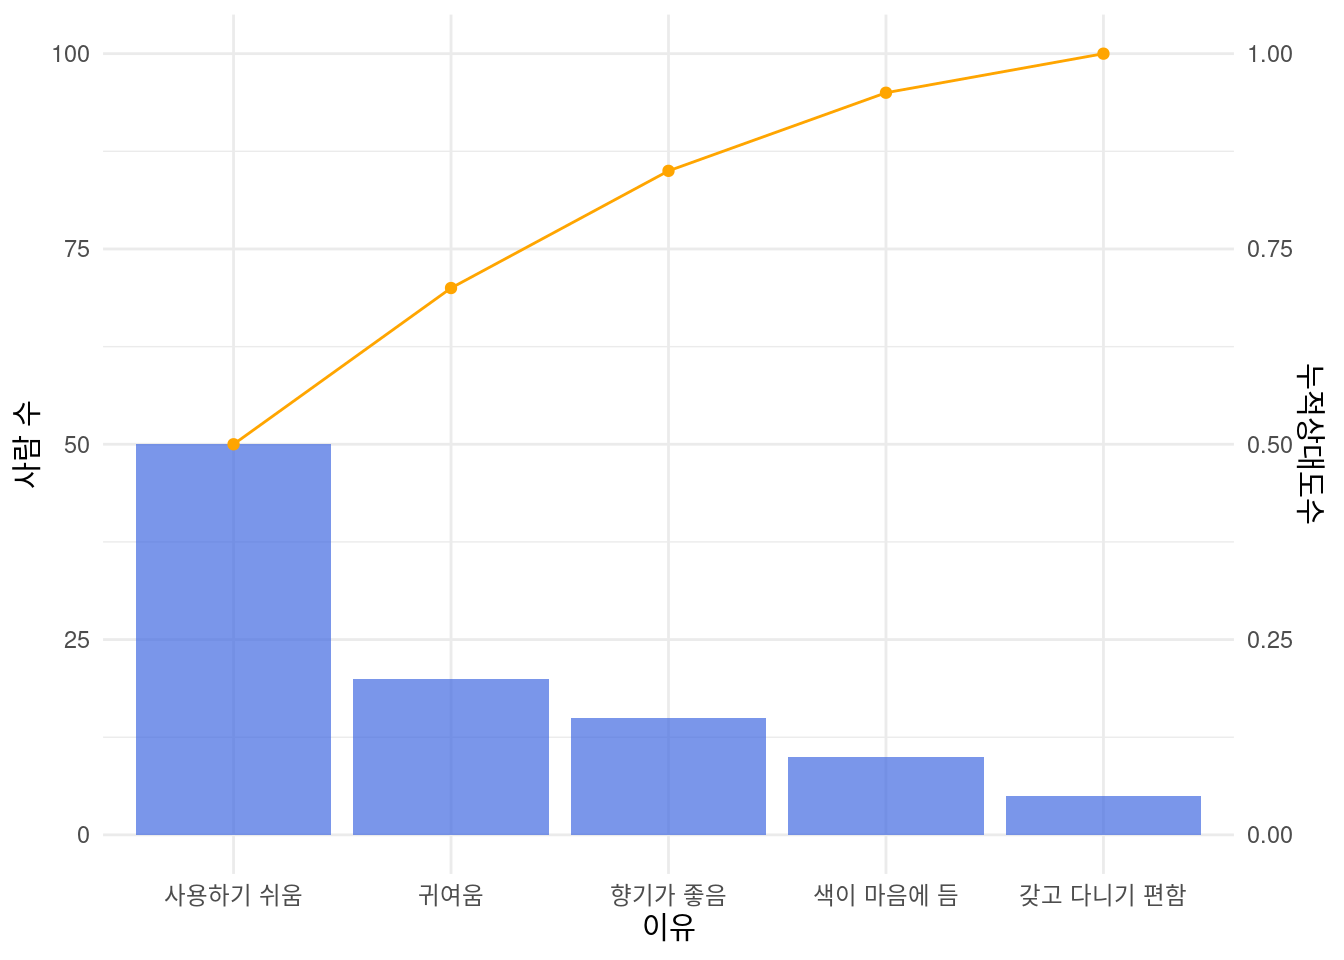 100
75
50
25
0
사람 수
1.00
0.75
0.50
0.25
0.00
누적상대도수
사용하기 쉬움
귀여움
향기가 좋음
색이 마음에 듬
갖고 다니기 편함
이유